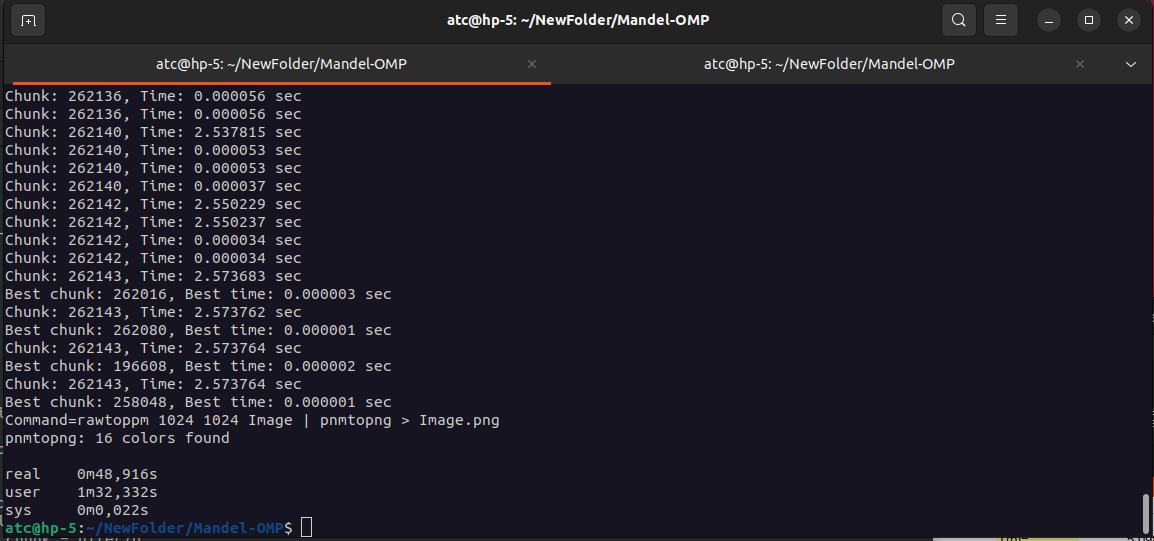 atc@hp-5: ~/NewFolder/Mandel-OMP
atc@hp-5: ~/NewFolder/Mandel-OMP
atc@hp-5: ~/NewFolder/Mandel-OMP
Chunk: 262136, Time: 0.000056 sec
Chunk: 262136, Time: 0.000056 sec
Chunk: 262140, Time: 2.537815 sec
Chunk: 262140, Time: 0.000053 sec
Chunk: 262140, Time: 0.000053 sec
Chunk: 262140, Time: 0.000037 sec
Chunk: 262142, Time: 2.550229 sec
Chunk: 262142, Time: 2.550237 sec
Chunk: 262142, Time: 0.000034 sec
Chunk: 262142, Time: 0.000034 sec
Chunk: 262143, Time: 2.573683 sec
Best chunk: 262016, Best time: 0.000003 sec
Chunk: 262143, Time: 2.573762 sec
Best chunk: 262080, Best time: 0.000001 sec
Chunk: 262143, Time: 2.573764 sec
Best chunk: 196608, Best time: 0.000002 sec
Chunk: 262143, Time: 2.573764 sec
Best chunk: 258048, Best time: 0.000001 sec
Command=rawtoppm 1024 1024 Image | pnmtopng > Image.png
pnmtopng: 16 colors found
real 0m48,916s
user 1m32,332s
sys 0m0,022s
atc@hp-5:~/NewFolder/Mandel-OMP$